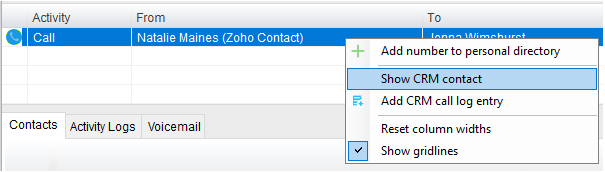 Activity From To
Call Natalie Maines (Zoho Contact) Jenna Wimshurst
Add number to personal directory
Show CRM contact
Add CRM call log entry
Reset column widths
Show gridlines
Contacts Activity Logs Voicemail